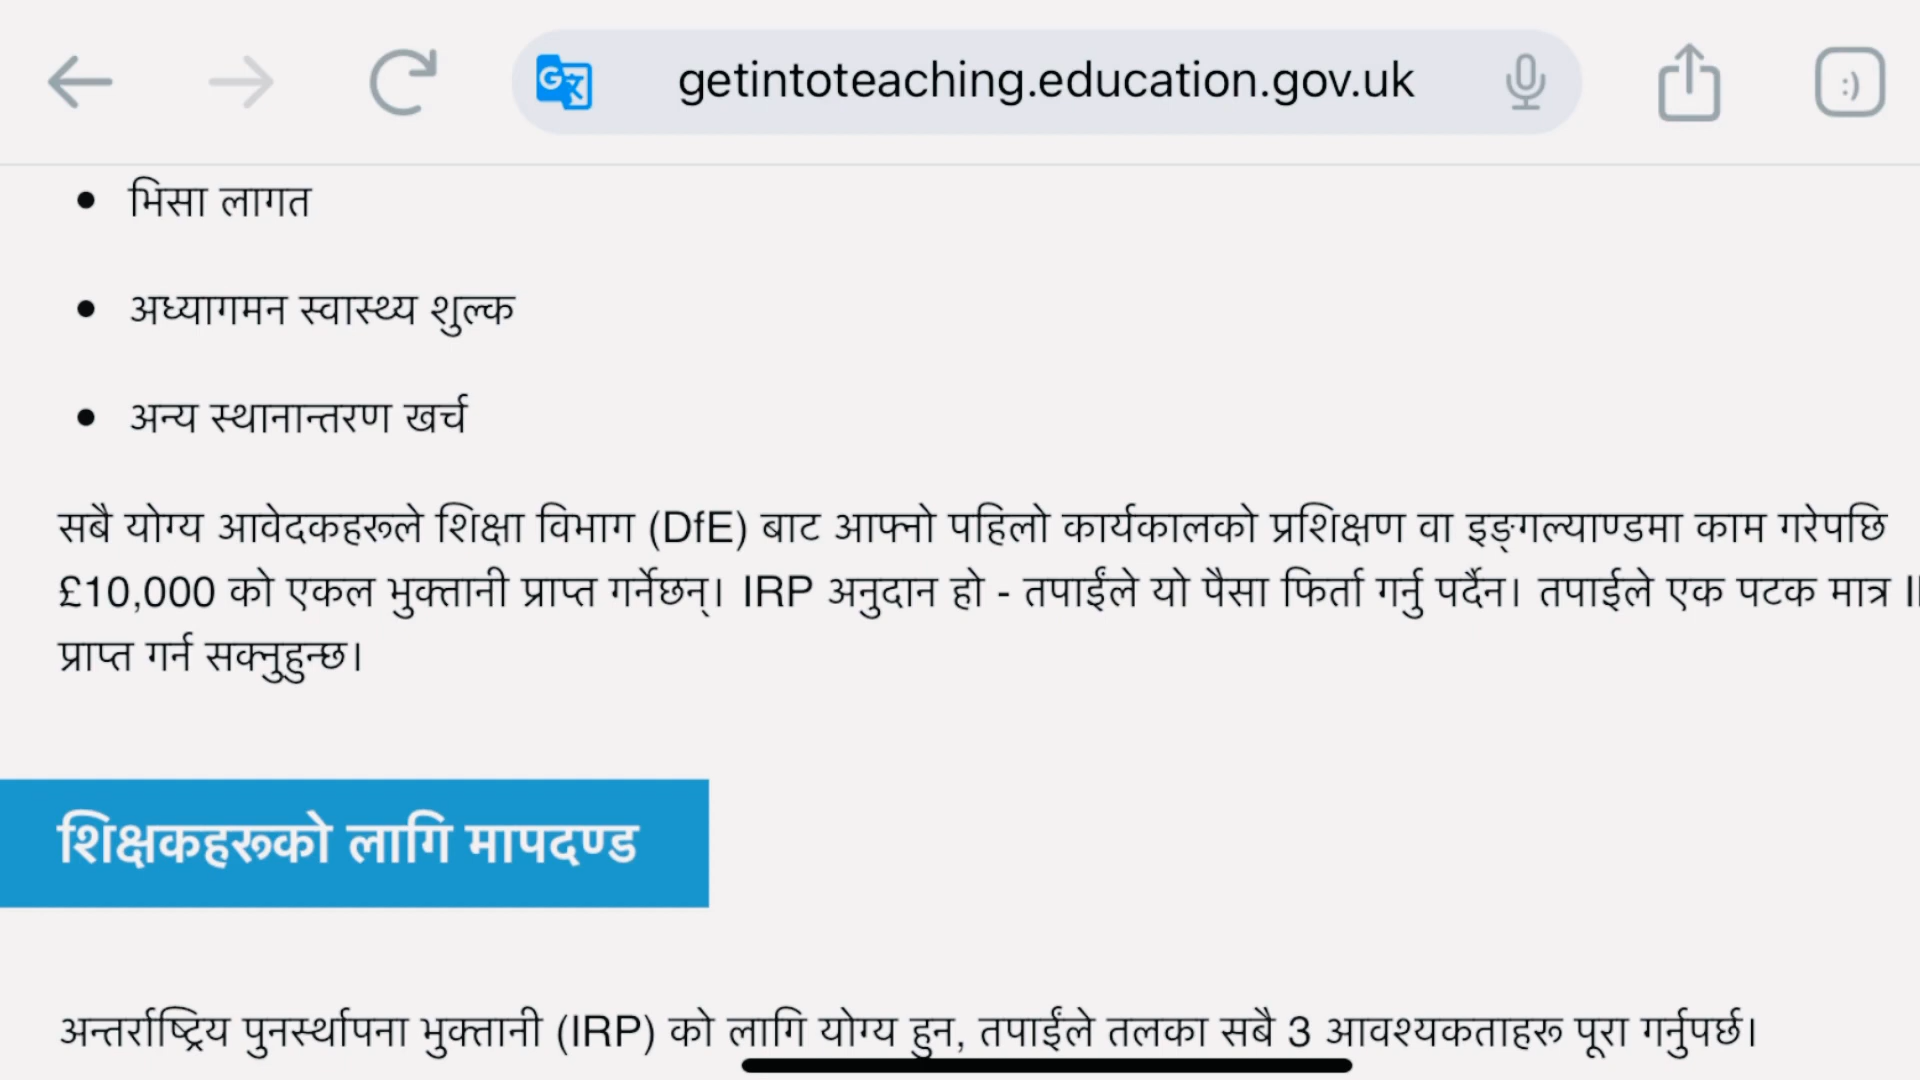 getintoteaching.education.gov.uk
:)
• भिसा लागत
• अध्यागमन स्वास्थ्य शुल्क
• अन्य स्थानान्तरण खर्च
सबै योग्य आवेदकहरूले शिक्षा विभाग (DfE) बाट आफ्नो पहिलो कार्यकालको प्रशिक्षण वा इङ्गल्याण्डमा काम गरेपछि
£10,000 को एकल भुक्तानी प्राप्त गर्नेछन्। IRP अनुदान हो - तपाईंले यो पैसा फिर्ता गर्नु पर्दैन। तपाईले एक पटक मात्र
प्राप्त गर्न सक्नुहुन्छ।
शिक्षकहरूको लागि मापदण्ड
अन्तर्राष्ट्रिय पुनर्स्थापना भुक्तानी (IRP) को लागि योग्य हुन, तपाईंले तलका सबै 3 आवश्यकताहरू पूरा गर्नुपर्छ।